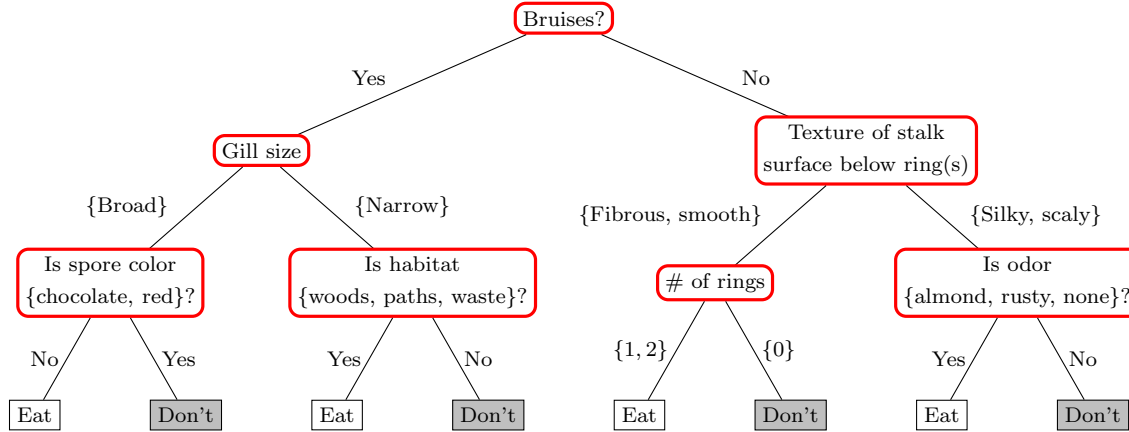 Bruises?
Yes
No
Gill size
Texture of stalk
surface below ring(s)
{Broad}
{Narrow}
{Fibrous, smooth}
{Silky, scaly}
Is spore color
{chocolate, red}?
Is habitat
{woods, paths, waste}?
# of rings
Is odor
{almond, rusty, none}?
No
Yes
Yes
No
{1, 2}
{0}
Yes
No
Eat
Don't
Eat
Don't
Eat
Don't
Eat
Don't